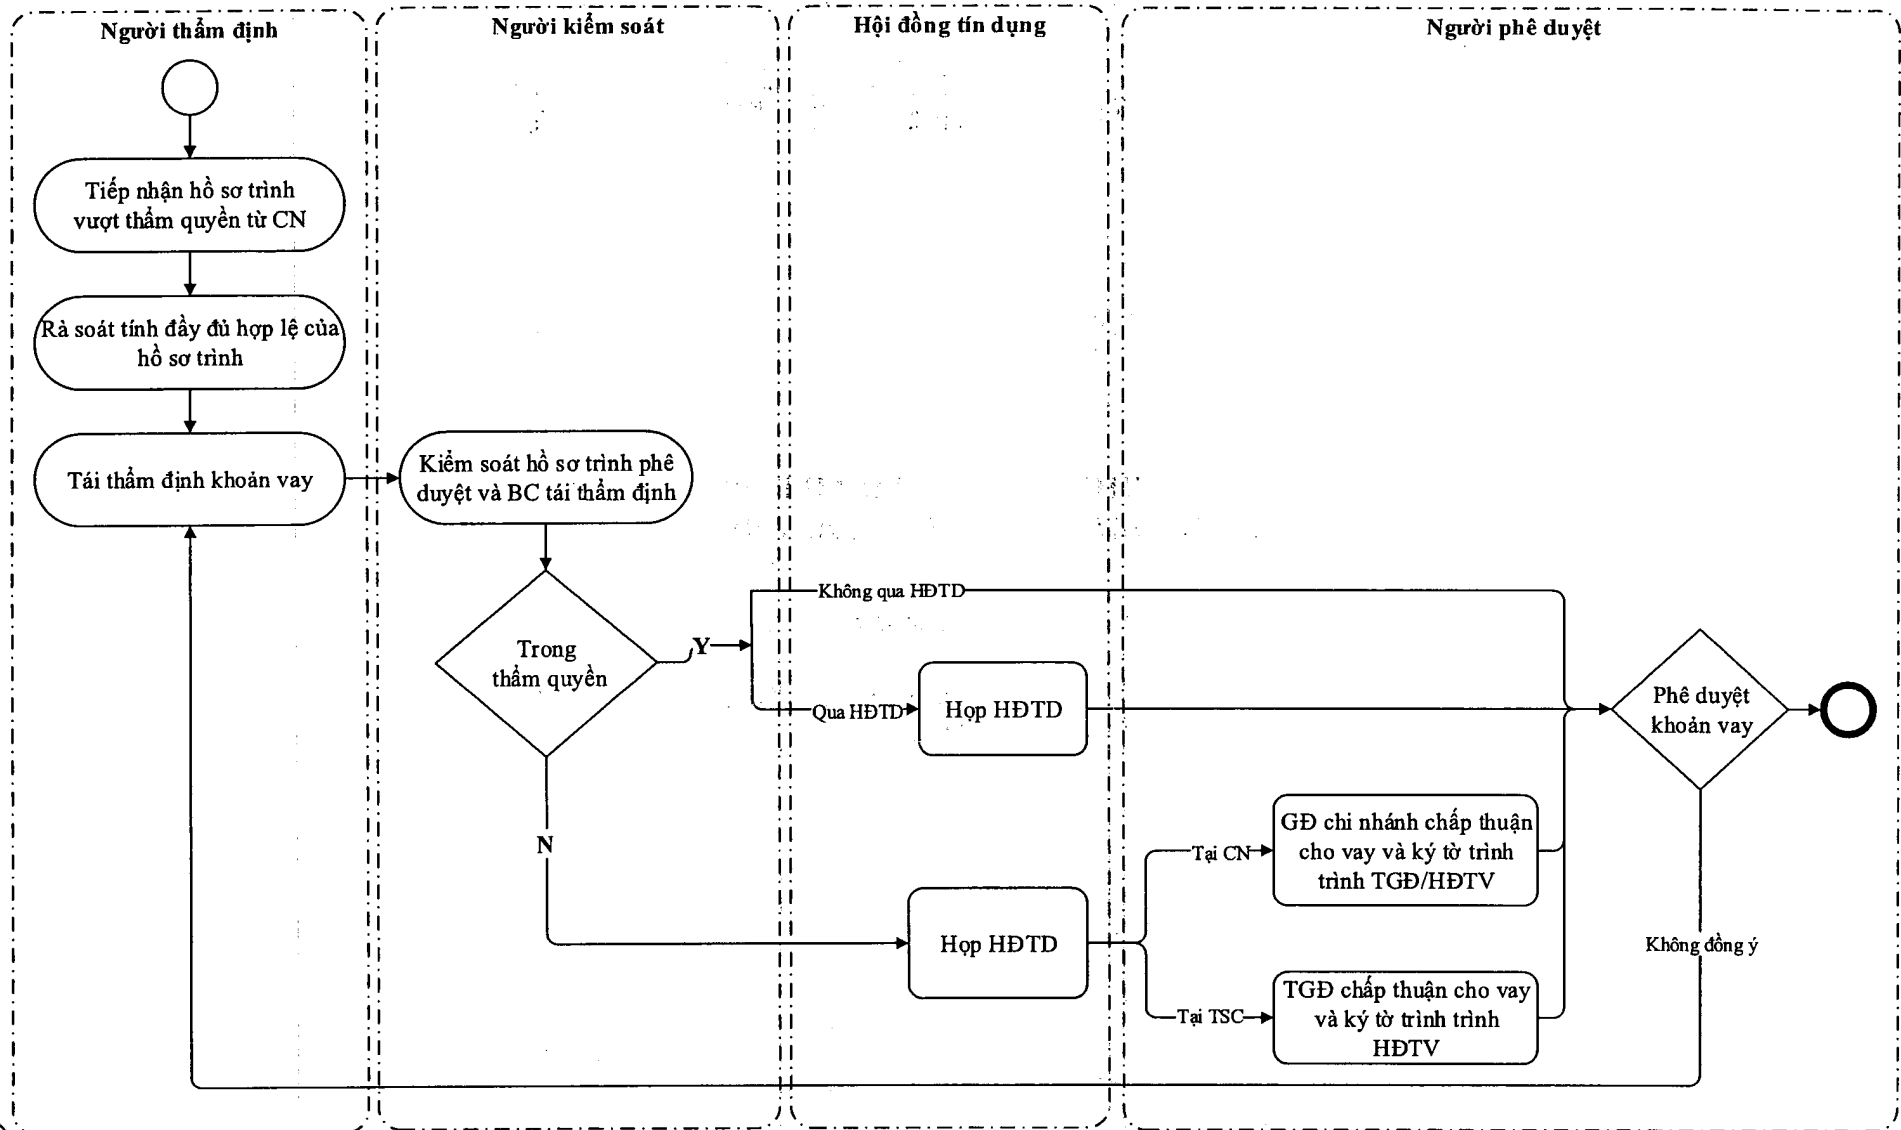 Người thẩm định
Người kiểm soát
Hội đồng tín dụng
Người phê duyệt
Tiếp nhận hồ sơ trình
vượt thẩm quyền từ CN
Rà soát tính đầy đủ hợp lệ của
hồ sơ trình
Tái thẩm định khoản vay
Kiểm soát hồ sơ trình phê
duyệt và BC tái thẩm định
Trong
thẩm quyền
Y
N
Không qua HĐTD
Qua HĐTD
Họp HĐTD
Họp HĐTD
Tại CN
Tại TSC
GĐ chi nhánh chấp thuận
cho vay và ký tờ trình
trình TGĐ/HĐTV
TGĐ chấp thuận cho vay
và ký tờ trình trình
HĐTV
Phê duyệt
khoản vay
Không đồng ý